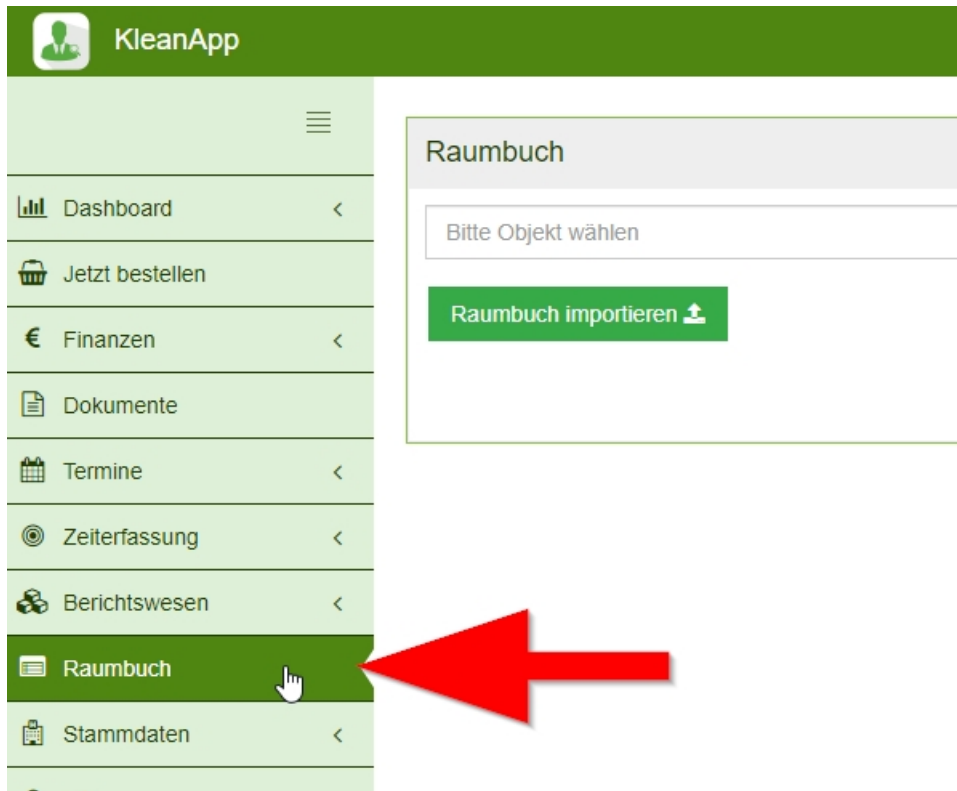 KleanApp
Dashboard
Jetzt bestellen
Finanzen
Dokumente
Termine
Zeiterfassung
Berichtswesen
Raumbuch
Stammdaten
Raumbuch
Bitte Objekt wählen
Raumbuch importieren